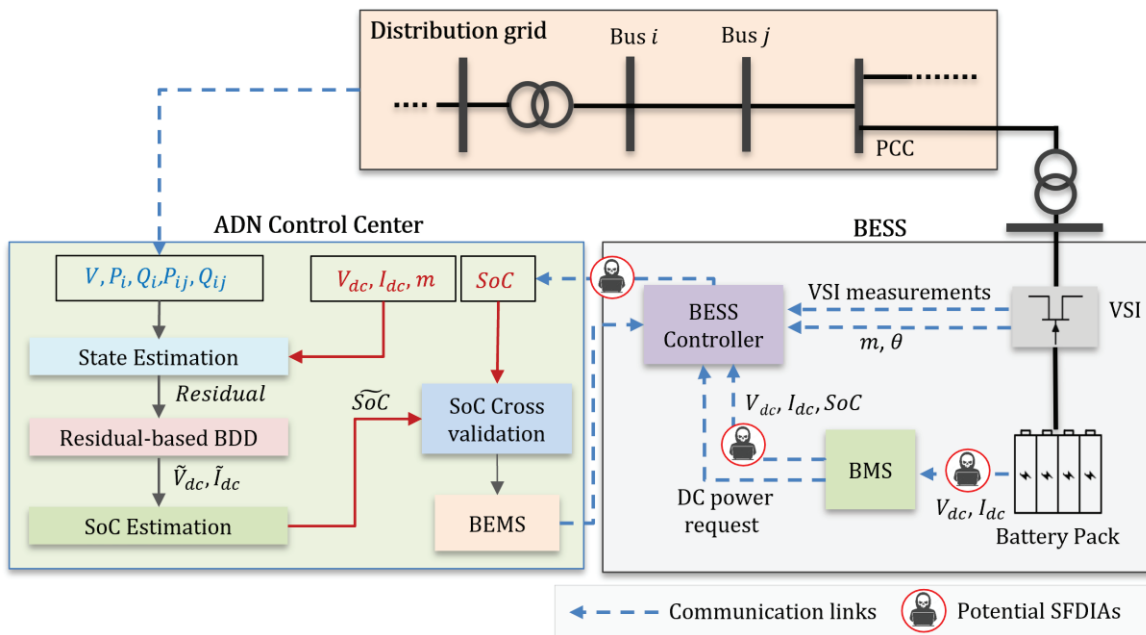 Distribution grid
Bus i
Bus j
PCC
ADN Control Center
BESS
V, P_i, Q_i, P_ij, Q_ij
V_dc, I_dc, m
SoC
State Estimation
Residual
Residual-based BDD
Ṽ_dc, Ĩ_dc
SoC Estimation
S͠oC
SoC Cross
validation
BEMS
BESS
Controller
VSI measurements
m, θ
VSI
V_dc, I_dc, SoC
DC power
request
BMS
V_dc, I_dc
Battery Pack
Communication links
Potential SFDIAs